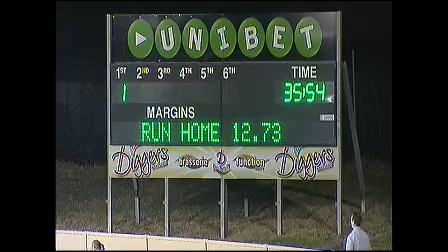 UNIBET
1ST 2ND 3RD 4TH 5TH 6TH TIME
1 35:54
MARGINS
RUN HOME 12.73
Diggers brasserie function Diggers